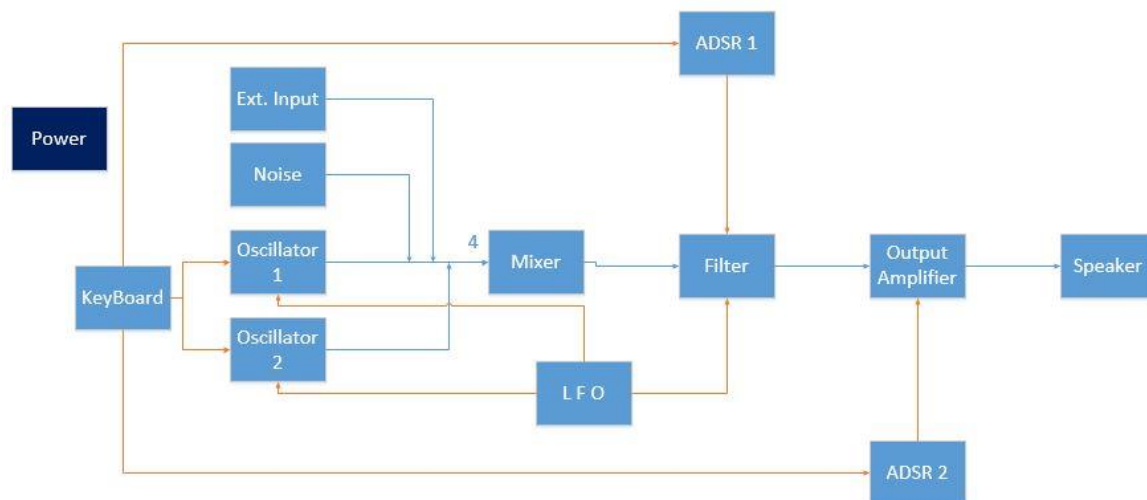 ADSR 1
Ext. Input
Power
Noise
Oscillator
1
4
Mixer
Filter
Output
Amplifier
Speaker
KeyBoard
Oscillator
2
L F O
ADSR 2